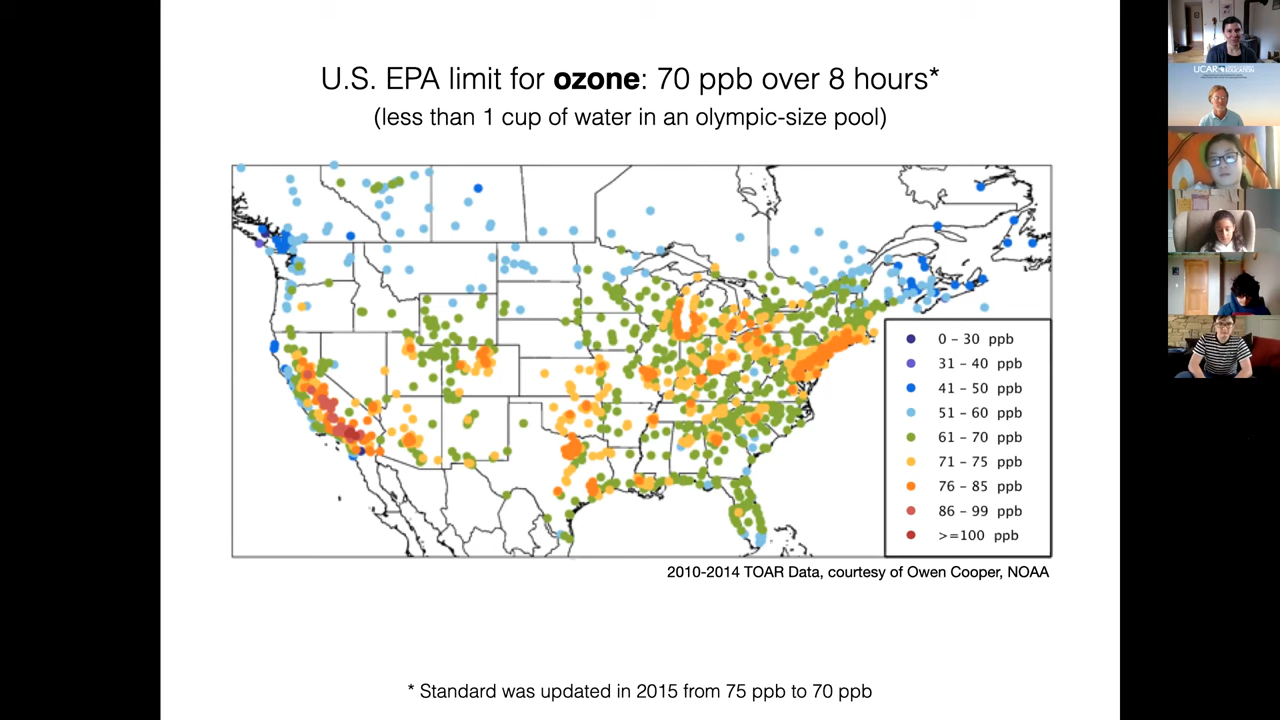 U.S. EPA limit for ozone: 70 ppb over 8 hours*
(less than 1 cup of water in an olympic-size pool)
0 – 30 ppb
31 – 40 ppb
41 – 50 ppb
51 – 60 ppb
61 – 70 ppb
71 – 75 ppb
76 – 85 ppb
86 – 99 ppb
>=100 ppb
2010-2014 TOAR Data, courtesy of Owen Cooper, NOAA
* Standard was updated in 2015 from 75 ppb to 70 ppb
UCAR
EDUCATION